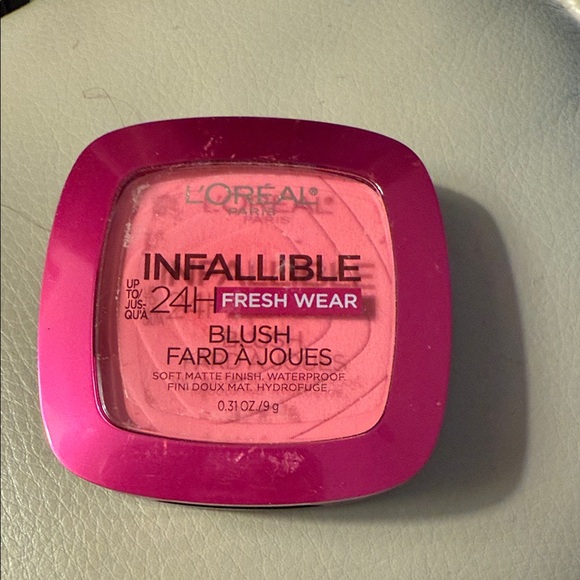 L'ORÉAL®
PARIS
INFALLIBLE
UP TO/ JUS- QU'À
24H FRESH WEAR
BLUSH
FARD À JOUES
SOFT MATTE FINISH. WATERPROOF
FINI DOUX MAT. HYDROFUGE
0.31 OZ./9 g